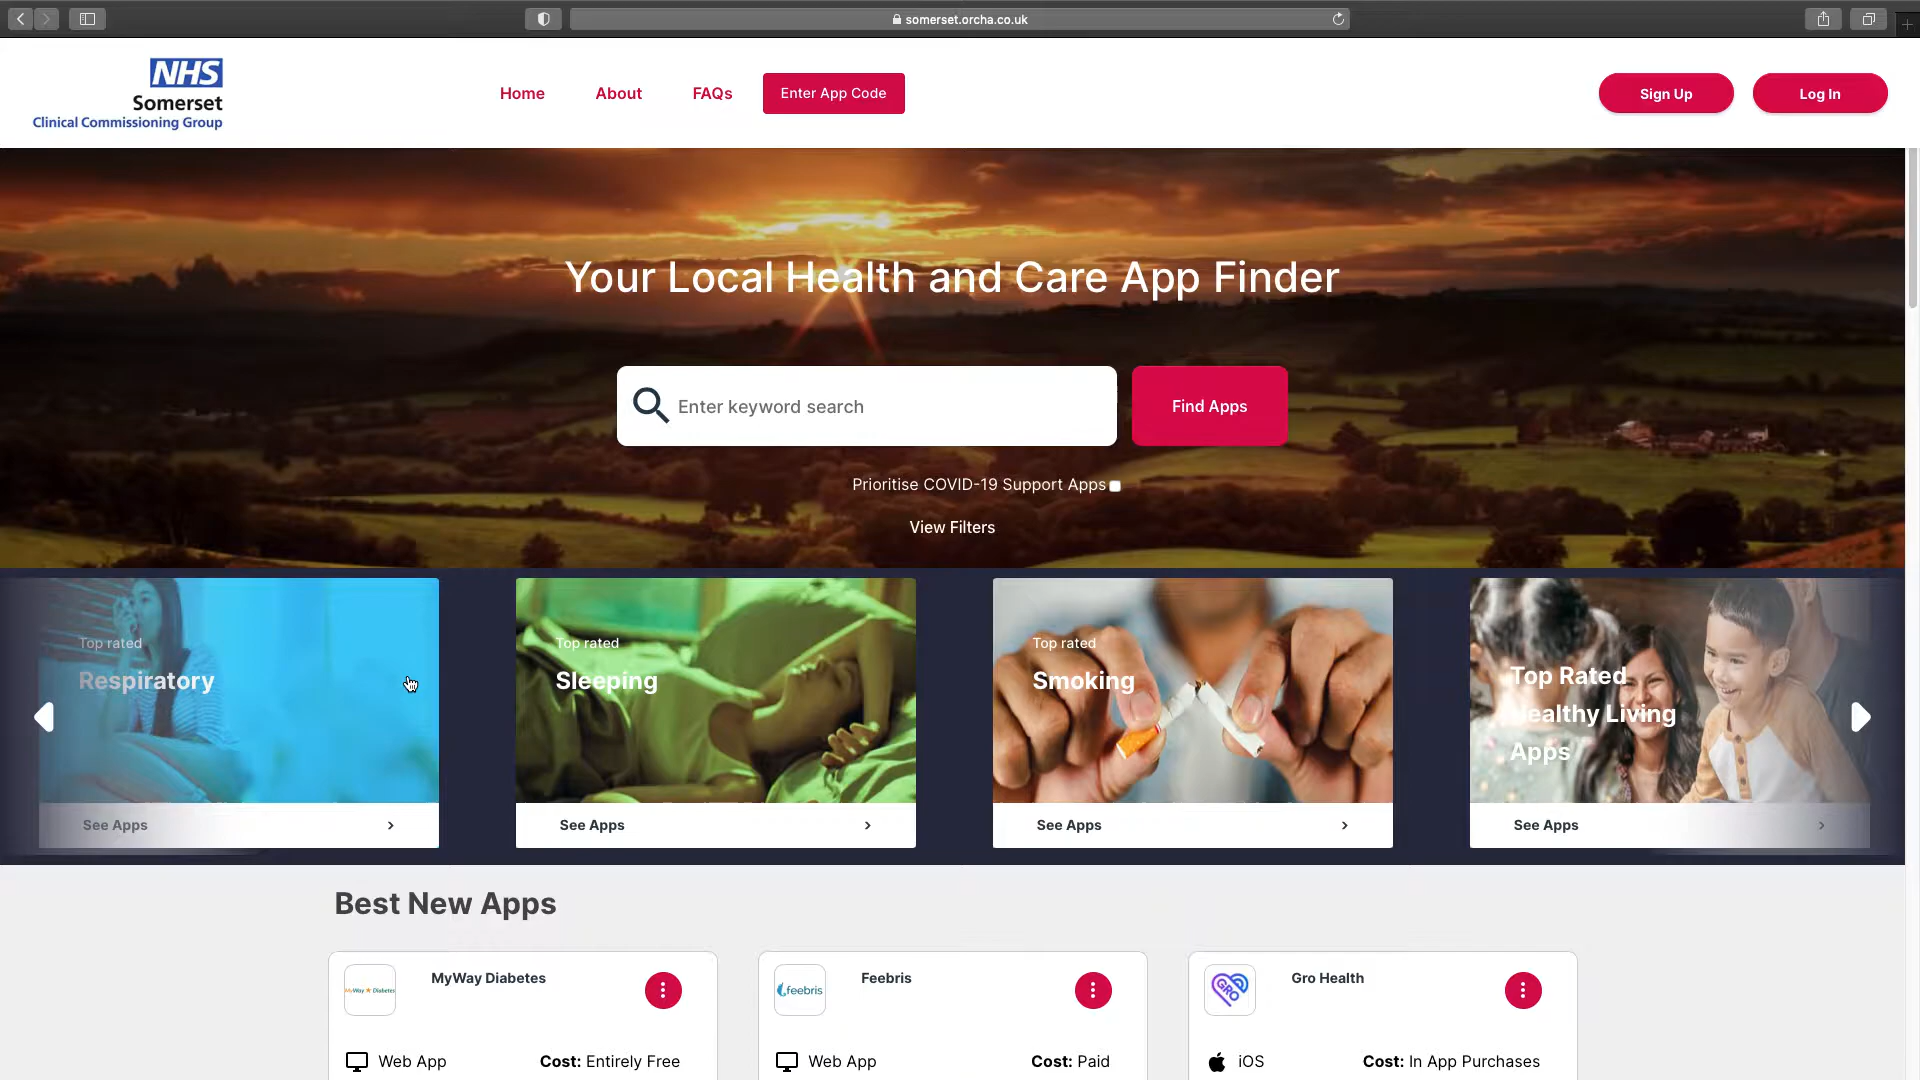 somerset.orcha.co.uk
NHS
Somerset
Clinical Commissioning Group
Home
About
FAQs
Enter App Code
Sign Up
Log In
Your Local Health and Care App Finder
Enter keyword search
Find Apps
Prioritise COVID-19 Support Apps
View Filters
Top rated
Respiratory
See Apps
Top rated
Sleeping
See Apps
Top rated
Smoking
See Apps
Top Rated
Healthy Living
Apps
See Apps
Best New Apps
MyWay Diabetes
MyWay Diabetes
Web App
Cost: Entirely Free
feebris
Feebris
Web App
Cost: Paid
GRO
Gro Health
iOS
Cost: In App Purchases